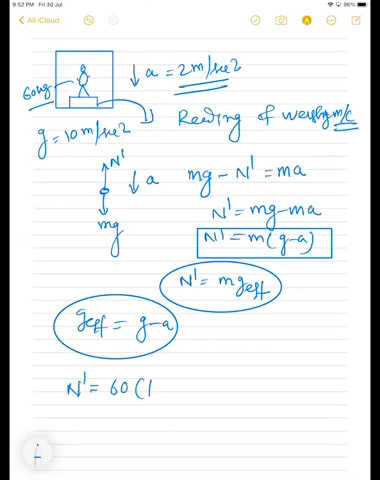 9:52 PM Fri 30 Jul
96%
All iCloud
60kg
↓ a = 2m/sec2
g = 10m/sec2
Reading of weighing m/c
N'
↓ a
mg
mg - N' = ma
N' = mg - ma
N' = m(g-a)
N' = mgeff
geff = g-a
N' = 60 (1